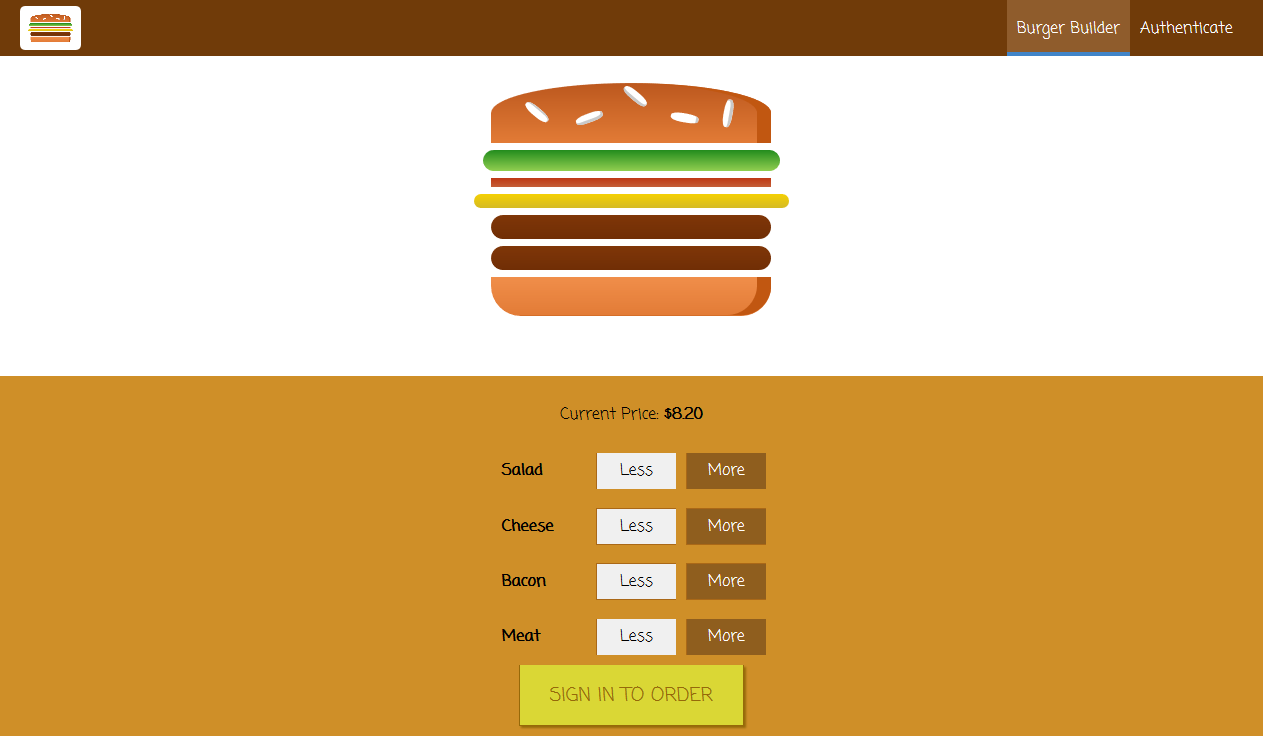 Burger Builder Authenticate
Current Price: $8.20
Salad Less More
Cheese Less More
Bacon Less More
Meat Less More
SIGN IN TO ORDER